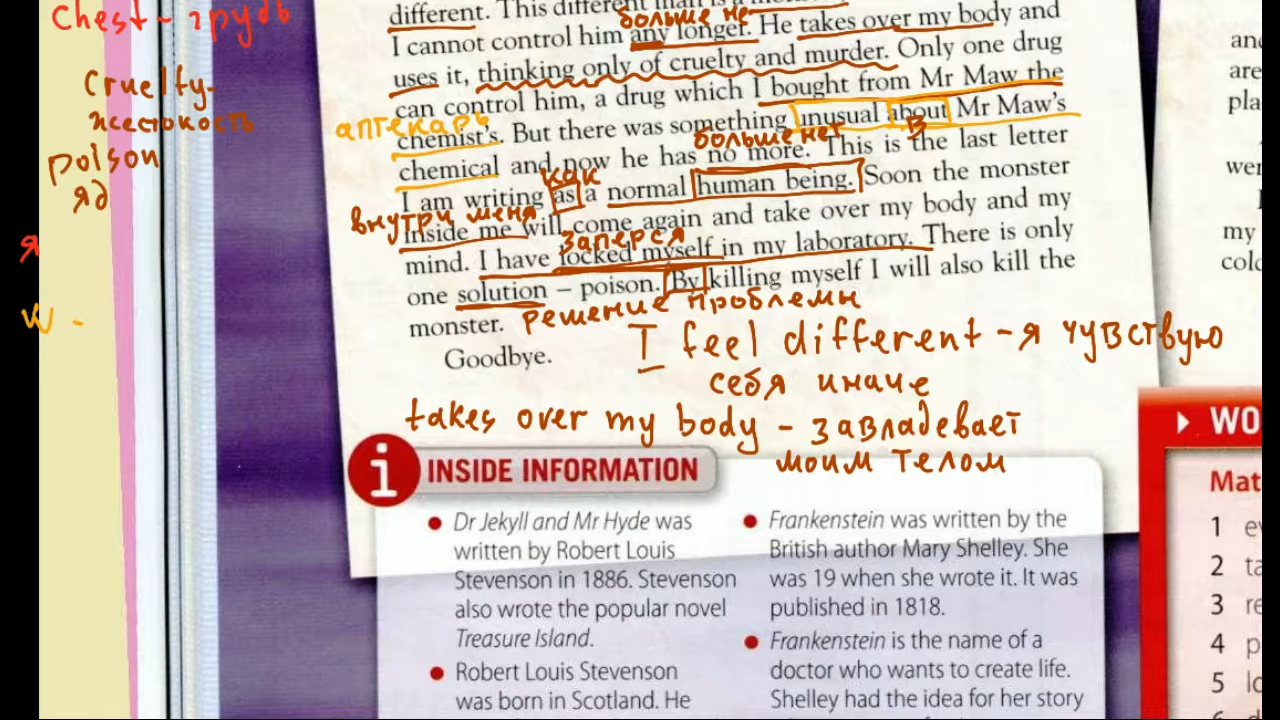 Chest - грудь
Cruelty-
жестокость
poison
яд
я
different. This different man is a
больше не
I cannot control him any longer. He takes over my body and
uses it, thinking only of cruelty and murder. Only one drug
can control him, a drug which I bought from Mr Maw the
аптекарь
chemist's. But there was something unusual about Mr Maw's
больше нет
в
chemical and now he has no more. This is the last letter
как
I am writing as a normal human being. Soon the monster
внутри меня
inside me will come again and take over my body and my
заперся
mind. I have locked myself in my laboratory. There is only
one solution – poison. By killing myself I will also kill the
решение проблемы
monster.
Goodbye.
I feel different - я чувствую
себя иначе
takes over my body - завладевает
моим телом
i INSIDE INFORMATION
• Dr Jekyll and Mr Hyde was
written by Robert Louis
Stevenson in 1886. Stevenson
also wrote the popular novel
Treasure Island.
• Robert Louis Stevenson
was born in Scotland. He
• Frankenstein was written by the
British author Mary Shelley. She
was 19 when she wrote it. It was
published in 1818.
• Frankenstein is the name of a
doctor who wants to create life.
Shelley had the idea for her story
are
pla
wer
my
cold
WO
Mat
1 e
2 ta
3 re
4 p
5 lo